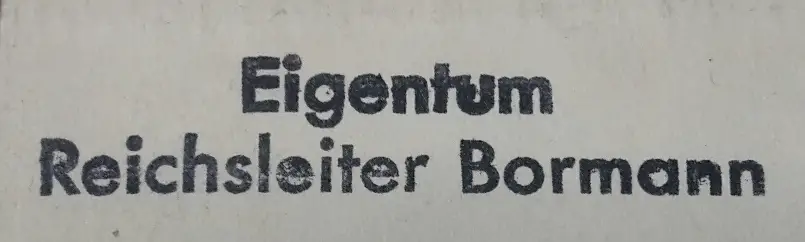 Eigentum
Reichsleiter Bormann